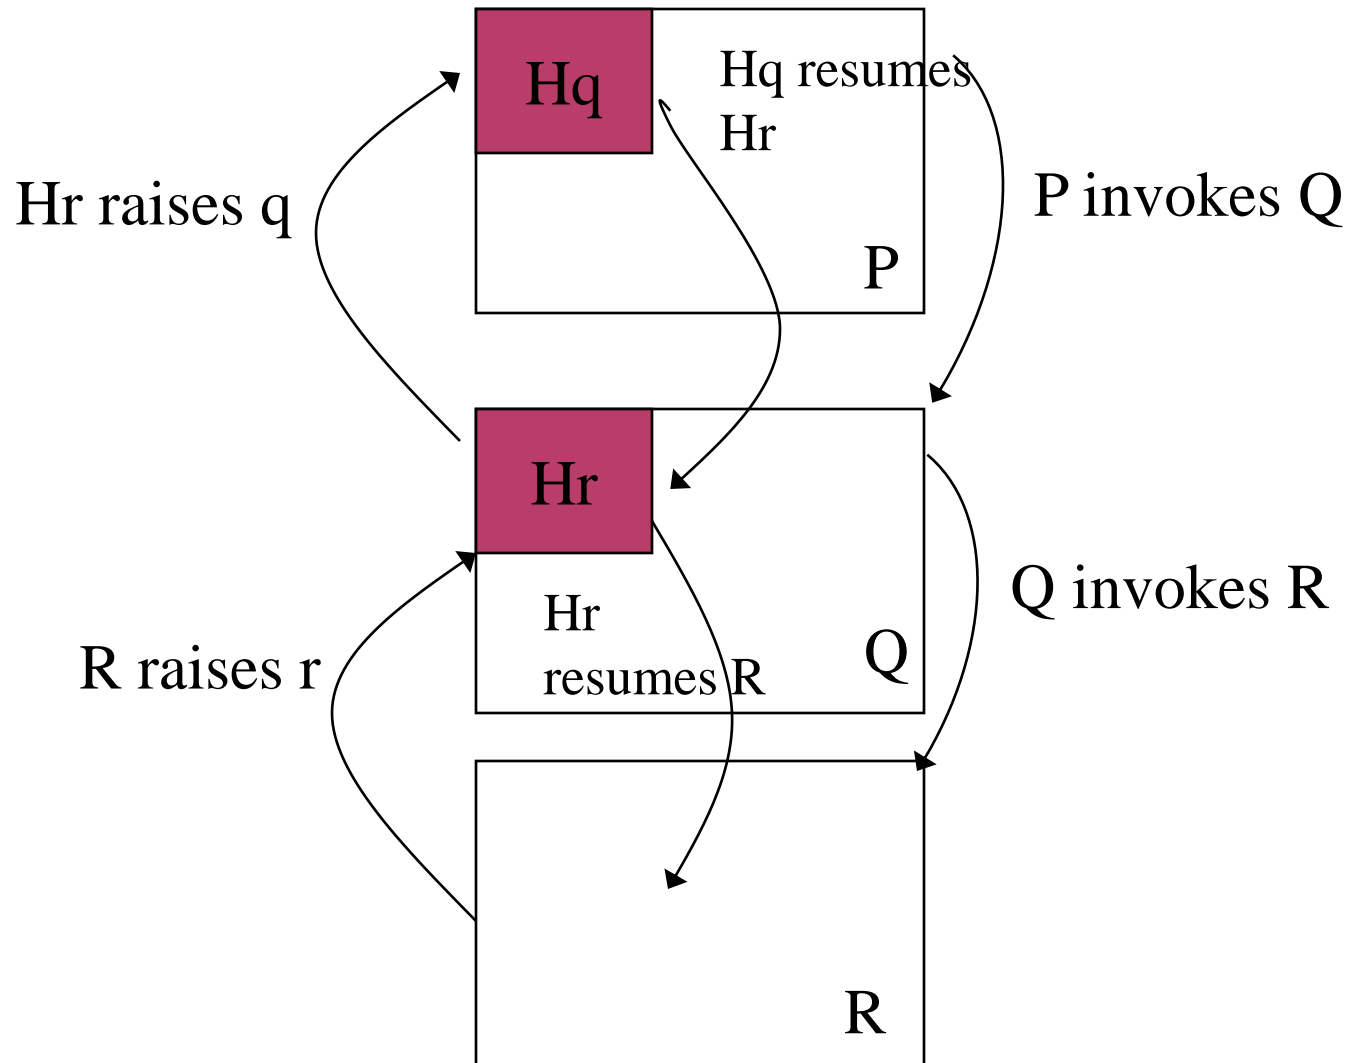 Hq
Hq resumes
Hr
Hr raises q
P invokes Q
P
Hr
Q invokes R
Hr
resumes R
Q
R raises r
R